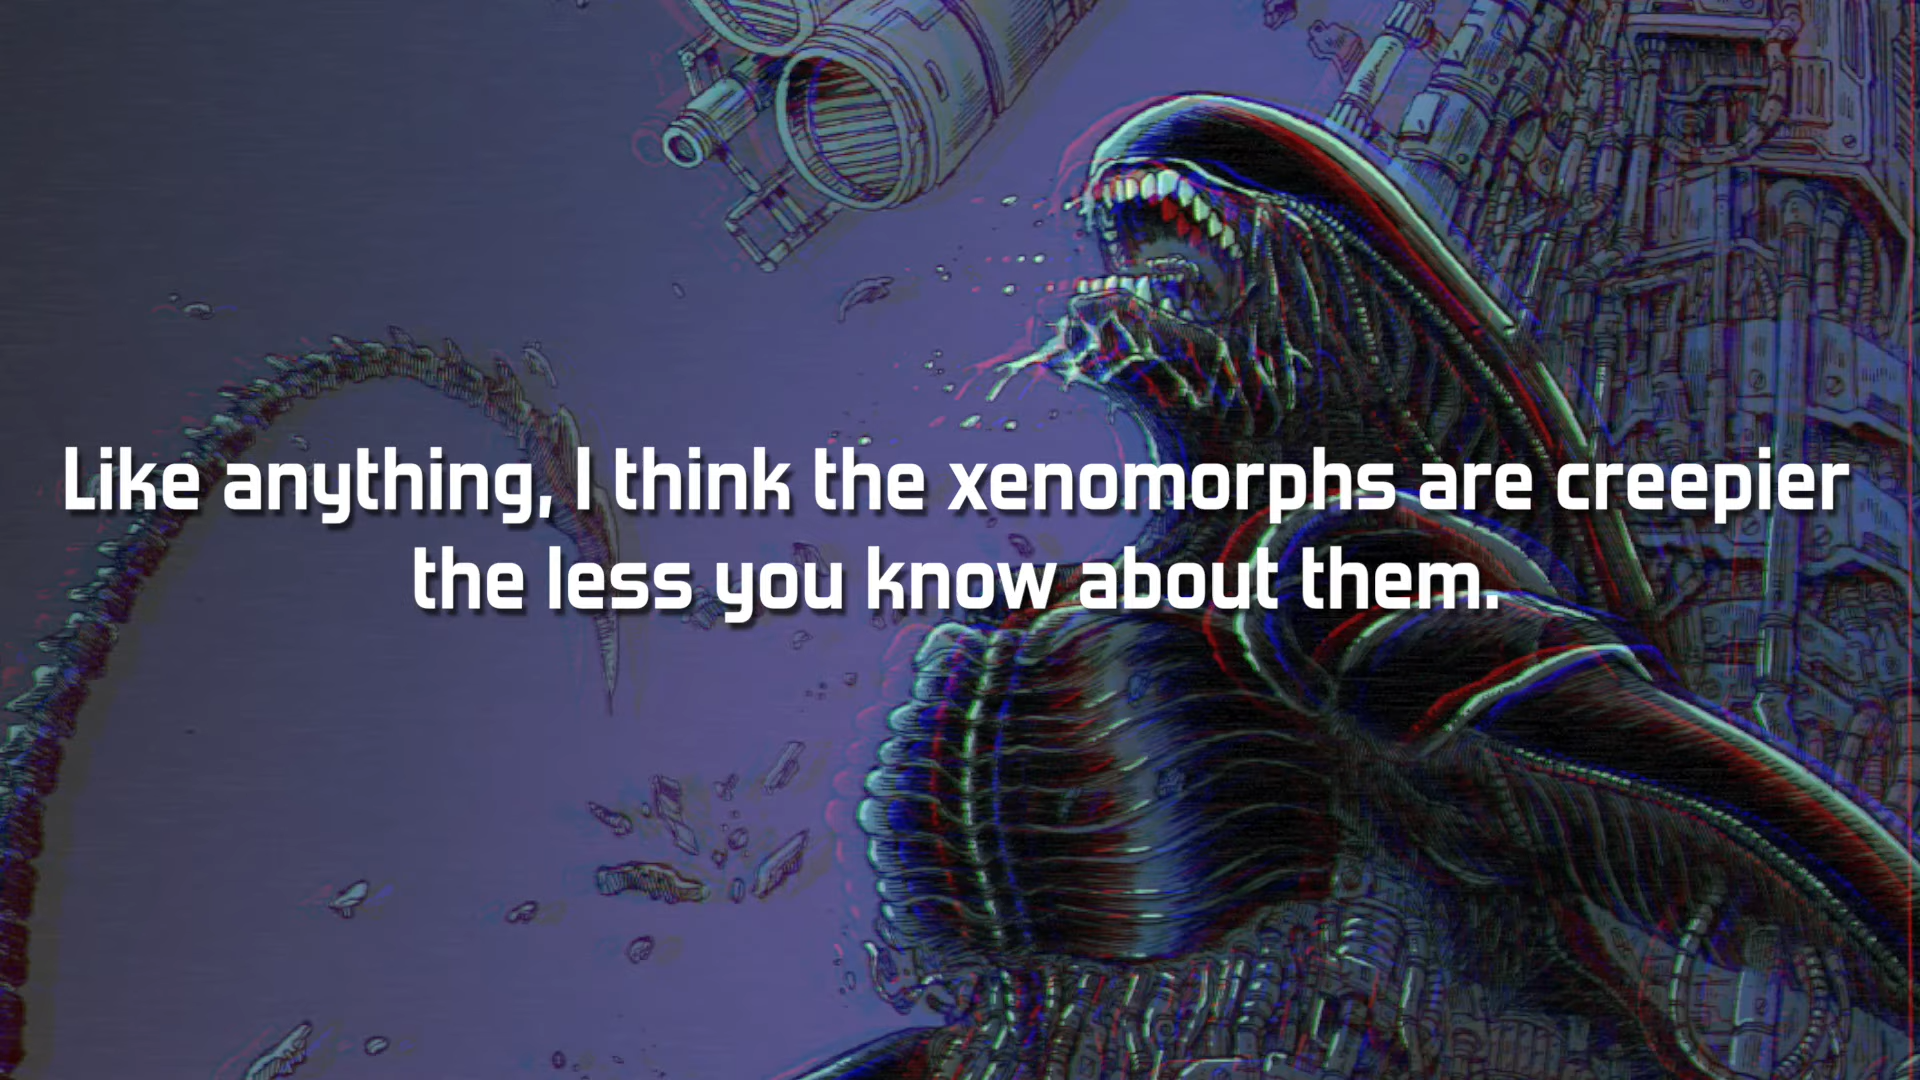 Like anything, I think the xenomorphs are creepier
the less you know about them.